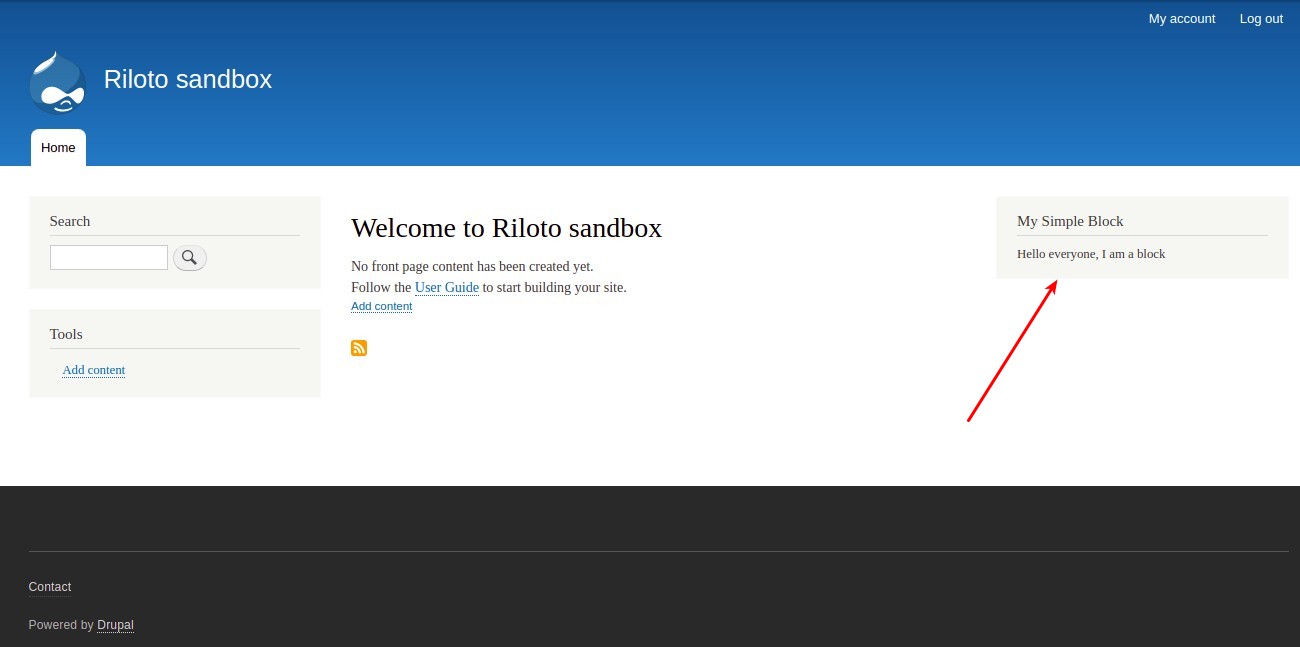 My account Log out
Riloto sandbox
Home
Search
Tools
Add content
Welcome to Riloto sandbox
No front page content has been created yet.
Follow the User Guide to start building your site.
Add content
My Simple Block
Hello everyone, I am a block
Contact
Powered by Drupal